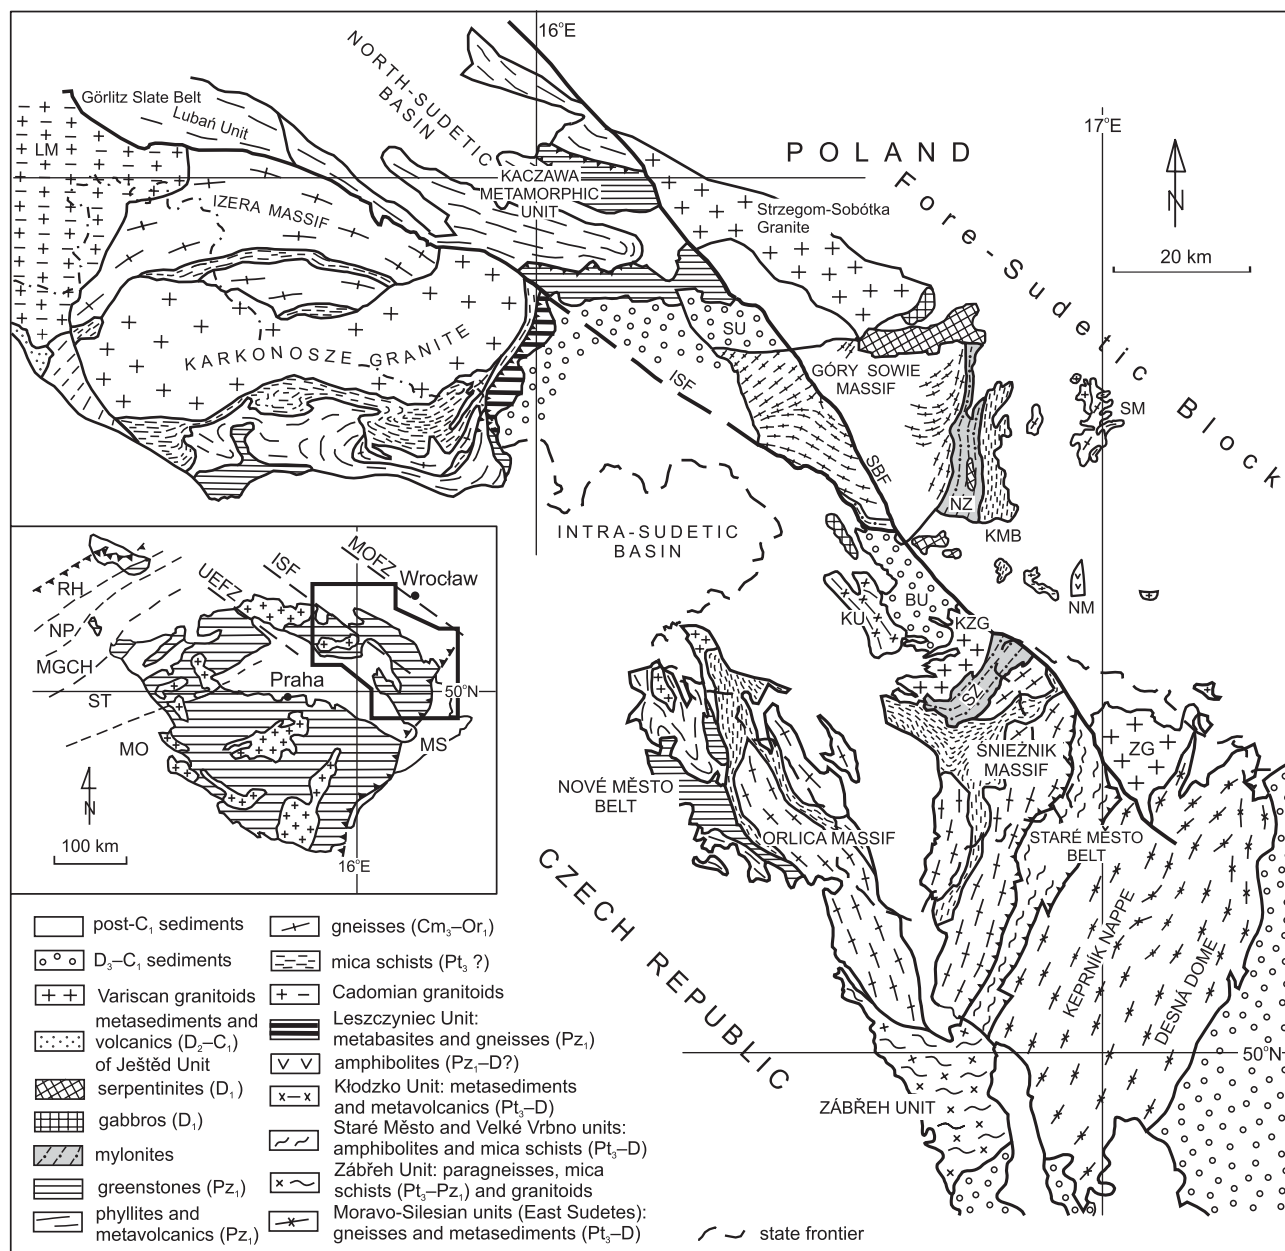 16°E
NORTH-SUDETIC
BASIN
Görlitz Slate Belt
Lubań Unit
LM
17°E
POLAND
N
20 km
Fore-Sudetic Block
KACZAWA
METAMORPHIC
UNIT
IZERA MASSIF
Strzegom-Sobótka
Granite
SU
KARKONOSZE GRANITE
ISF
GÓRY SOWIE
MASSIF
SM
SBF
NZ
KMB
INTRA-SUDETIC
BASIN
NM
BU
KU
KZG
SZ
ŚNIEŻNIK
MASSIF
ZG
NOVÉ MĚSTO
BELT
ORLICA MASSIF
STARÉ MĚSTO
BELT
CZECH REPUBLIC
KEPRNÍK NAPPE
DESNÁ DOME
50°N
ZÁBŘEH UNIT
MOFZ
ISF
UEFZ
Wrocław
RH
NP
MGCH
ST
Praha
50°N
MO
MS
N
100 km
16°E
post-C₁ sediments
D₃–C₁ sediments
Variscan granitoids
metasediments and
volcanics (D₂–C₁)
of Ještěd Unit
serpentinites (D₁)
gabbros (D₁)
mylonites
greenstones (Pz₁)
phyllites and
metavolcanics (Pz₁)
gneisses (Cm₃–Or₁)
mica schists (Pt₃ ?)
Cadomian granitoids
Leszczyniec Unit:
metabasites and gneisses (Pz₁)
amphibolites (Pz₁–D?)
Kłodzko Unit: metasediments
and metavolcanics (Pt₃–D)
Staré Město and Velké Vrbno units:
amphibolites and mica schists (Pt₃–D)
Zábřeh Unit: paragneisses, mica
schists (Pt₃–Pz₁) and granitoids
Moravo-Silesian units (East Sudetes):
gneisses and metasediments (Pt₃–D)
state frontier